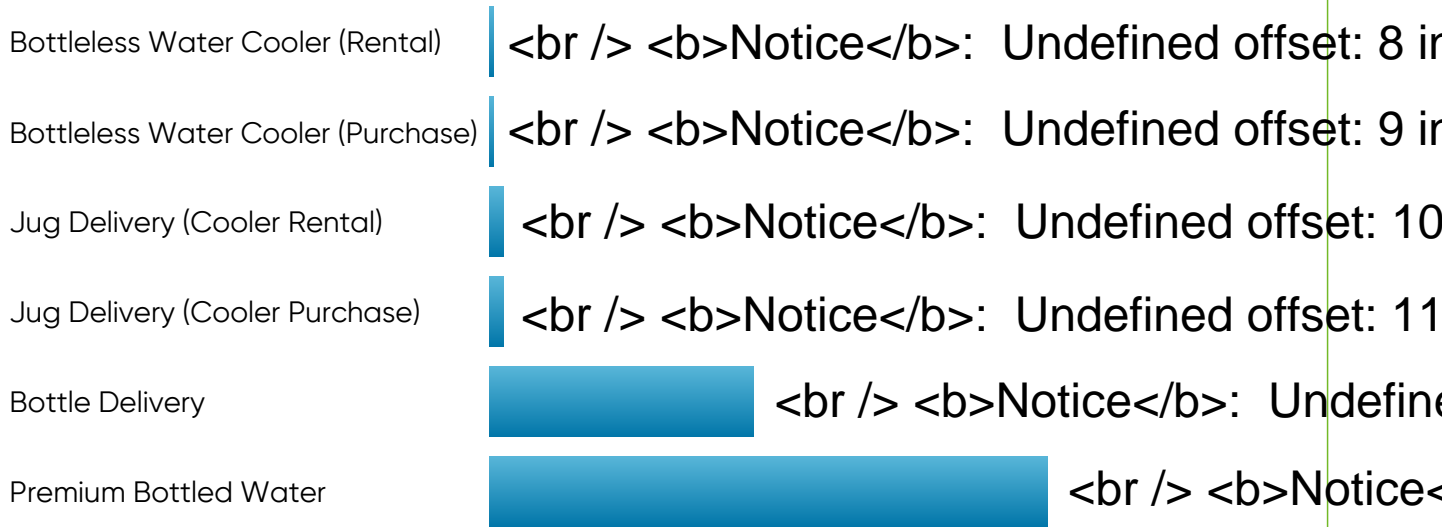 Bottleless Water Cooler (Rental) <br /> <b>Notice</b>: Undefined offset: 8 in
Bottleless Water Cooler (Purchase) <br /> <b>Notice</b>: Undefined offset: 9 in
Jug Delivery (Cooler Rental) <br /> <b>Notice</b>: Undefined offset: 10
Jug Delivery (Cooler Purchase) <br /> <b>Notice</b>: Undefined offset: 11
Bottle Delivery <br /> <b>Notice</b>: Undefine
Premium Bottled Water <br /> <b>Notice<